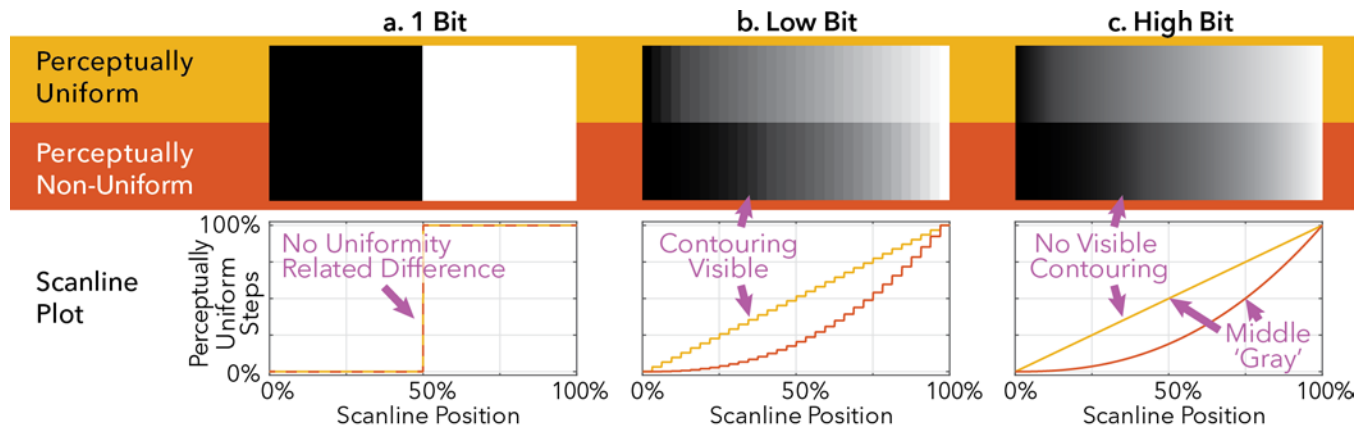 a. 1 Bit
b. Low Bit
c. High Bit
Perceptually
Uniform
Perceptually
Non-Uniform
Scanline
Plot
Perceptually
Uniform
Steps
100%
0%
No Uniformity
Related Difference
0%
50%
100%
Scanline Position
Contouring
Visible
0%
50%
100%
Scanline Position
No Visible
Contouring
Middle
'Gray'
0%
50%
100%
Scanline Position